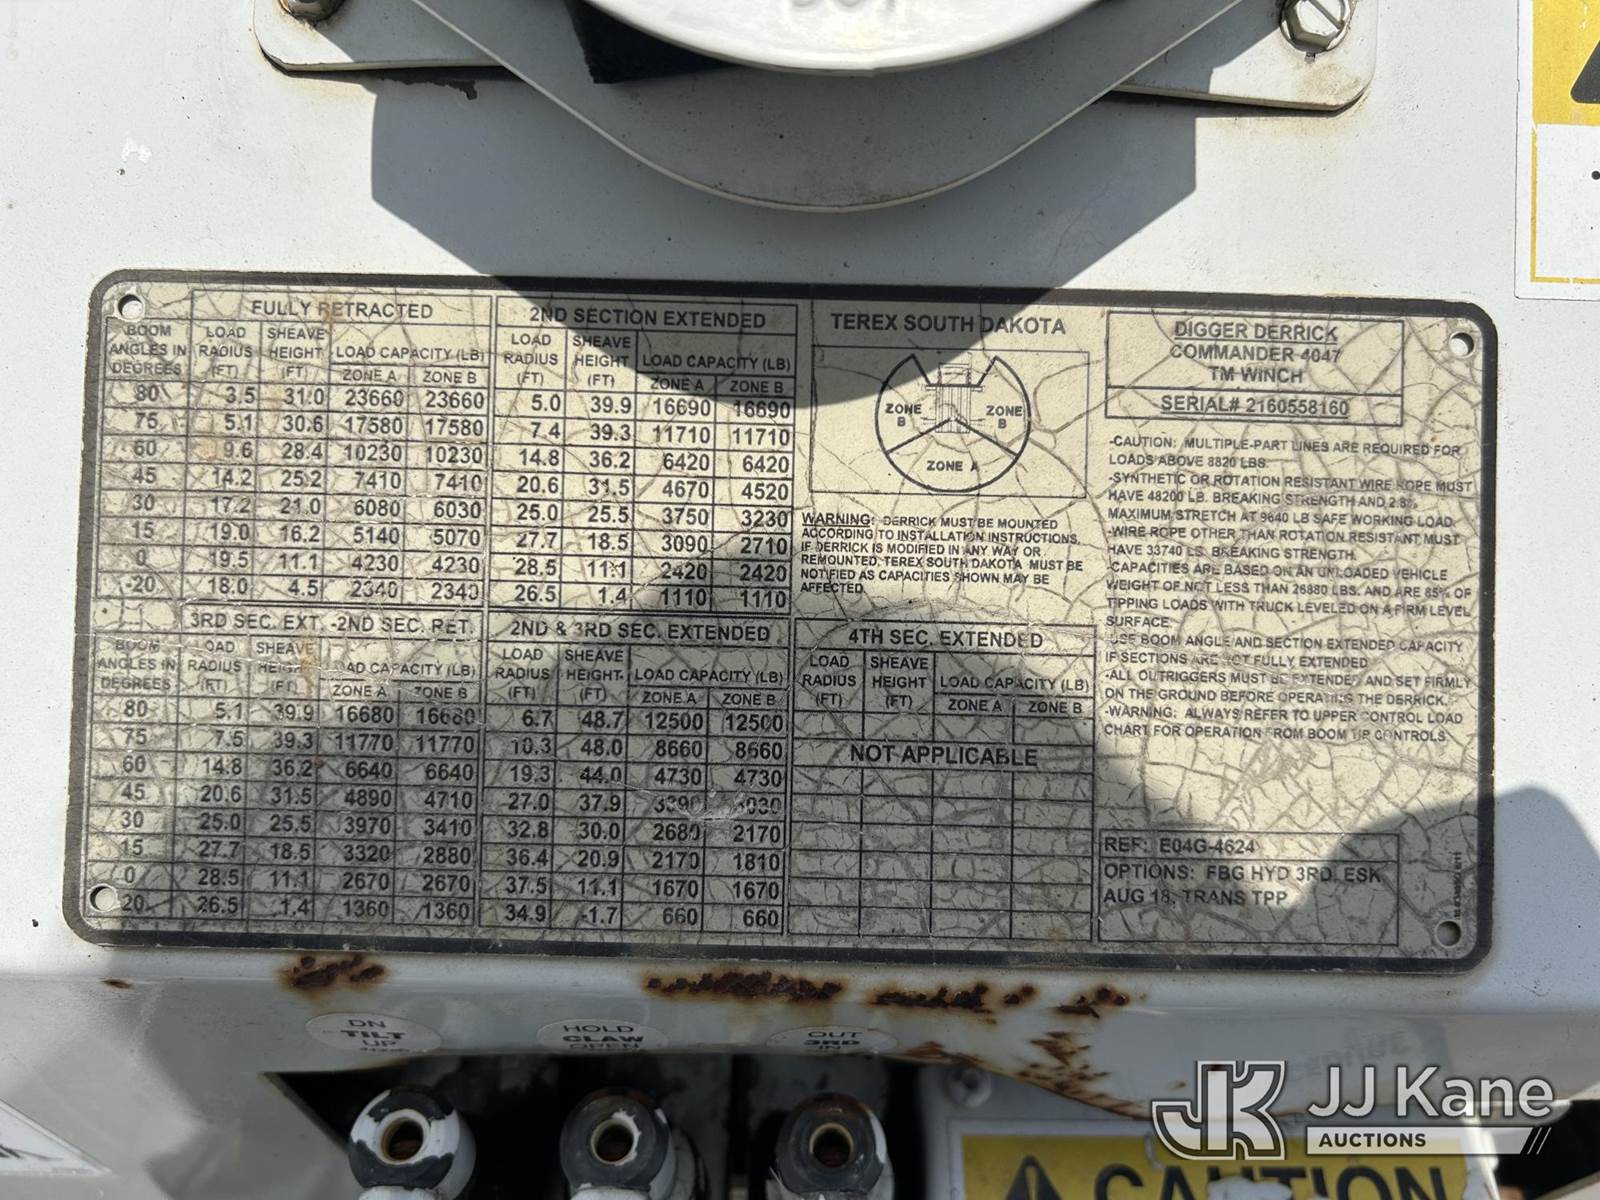 FULLY RETRACTED
BOOM ANGLES IN DEGREES | LOAD RADIUS (FT) | SHEAVE HEIGHT (FT) | LOAD CAPACITY (LB) ZONE A | ZONE B
80 3.5 31.0 23660 23660
75 5.1 30.6 17580 17580
60 9.6 28.4 10230 10230
45 14.2 25.2 7410 7410
30 17.2 21.0 6080 6030
15 19.0 16.2 5140 5070
0 19.5 11.1 4230 4230
-20 18.0 4.5 2340 2340
2ND SECTION EXTENDED
LOAD RADIUS (FT) | SHEAVE HEIGHT (FT) | LOAD CAPACITY (LB) ZONE A | ZONE B
5.0 39.9 16690 16690
7.4 39.3 11710 11710
14.8 36.2 6420 6420
20.6 31.5 4670 4520
25.0 25.5 3750 3230
27.7 18.5 3090 2710
28.5 11.1 2420 2420
26.5 1.4 1110 1110
3RD SEC. EXT. -2ND SEC. RET.
BOOM ANGLES IN DEGREES | LOAD RADIUS (FT) | SHEAVE HEIGHT (FT) | LOAD CAPACITY (LB) ZONE A | ZONE B
80 5.1 39.9 16680 16680
75 7.5 39.3 11770 11770
60 14.8 36.2 6640 6640
45 20.6 31.5 4890 4710
30 25.0 25.5 3970 3410
15 27.7 18.5 3320 2880
0 28.5 11.1 2670 2670
20 26.5 1.4 1360 1360
2ND & 3RD SEC. EXTENDED
LOAD RADIUS (FT) | SHEAVE HEIGHT (FT) | LOAD CAPACITY (LB) ZONE A | ZONE B
6.7 48.7 12500 12500
10.3 48.0 8660 8660
19.3 44.0 4730 4730
27.0 37.9 3390 3030
32.8 30.0 2680 2170
36.4 20.9 2170 1810
37.5 11.1 1670 1670
34.9 -1.7 660 660
TEREX SOUTH DAKOTA
ZONE B
ZONE B
ZONE A
WARNING: DERRICK MUST BE MOUNTED
ACCORDING TO INSTALLATION INSTRUCTIONS.
IF DERRICK IS MODIFIED IN ANY WAY OR
REMOUNTED, TEREX SOUTH DAKOTA MUST BE
NOTIFIED AS CAPACITIES SHOWN MAY BE
AFFECTED.
4TH SEC. EXTENDED
LOAD RADIUS (FT) | SHEAVE HEIGHT (FT) | LOAD CAPACITY (LB) ZONE A | ZONE B
NOT APPLICABLE
DIGGER DERRICK
COMMANDER 4047
TM WINCH
SERIAL# 2160558160
-CAUTION: MULTIPLE-PART LINES ARE REQUIRED FOR
LOADS ABOVE 8820 LBS.
-SYNTHETIC OR ROTATION RESISTANT WIRE ROPE MUST
HAVE 48200 LB. BREAKING STRENGTH AND 2.8%
MAXIMUM STRETCH AT 9640 LB SAFE WORKING LOAD.
-WIRE ROPE OTHER THAN ROTATION RESISTANT MUST
HAVE 33740 LB. BREAKING STRENGTH.
-CAPACITIES ARE BASED ON AN UNLOADED VEHICLE
WEIGHT OF NOT LESS THAN 26880 LBS. AND ARE 85% OF
TIPPING LOADS WITH TRUCK LEVELED ON A FIRM LEVEL
SURFACE.
-USE BOOM ANGLE AND SECTION EXTENDED CAPACITY
IF SECTIONS ARE NOT FULLY EXTENDED.
-ALL OUTRIGGERS MUST BE EXTENDED AND SET FIRMLY
ON THE GROUND BEFORE OPERATING THE DERRICK.
-WARNING: ALWAYS REFER TO UPPER CONTROL LOAD
CHART FOR OPERATION FROM BOOM TIP CONTROLS.
REF: E04G-4624
OPTIONS: FBG HYD 3RD, ESK,
AUG 18, TRANS TPP
DN
TILT
UP
HOLD
CLAW
OPEN
OUT
3RD
IN
CAUTION
JK JJ Kane
AUCTIONS